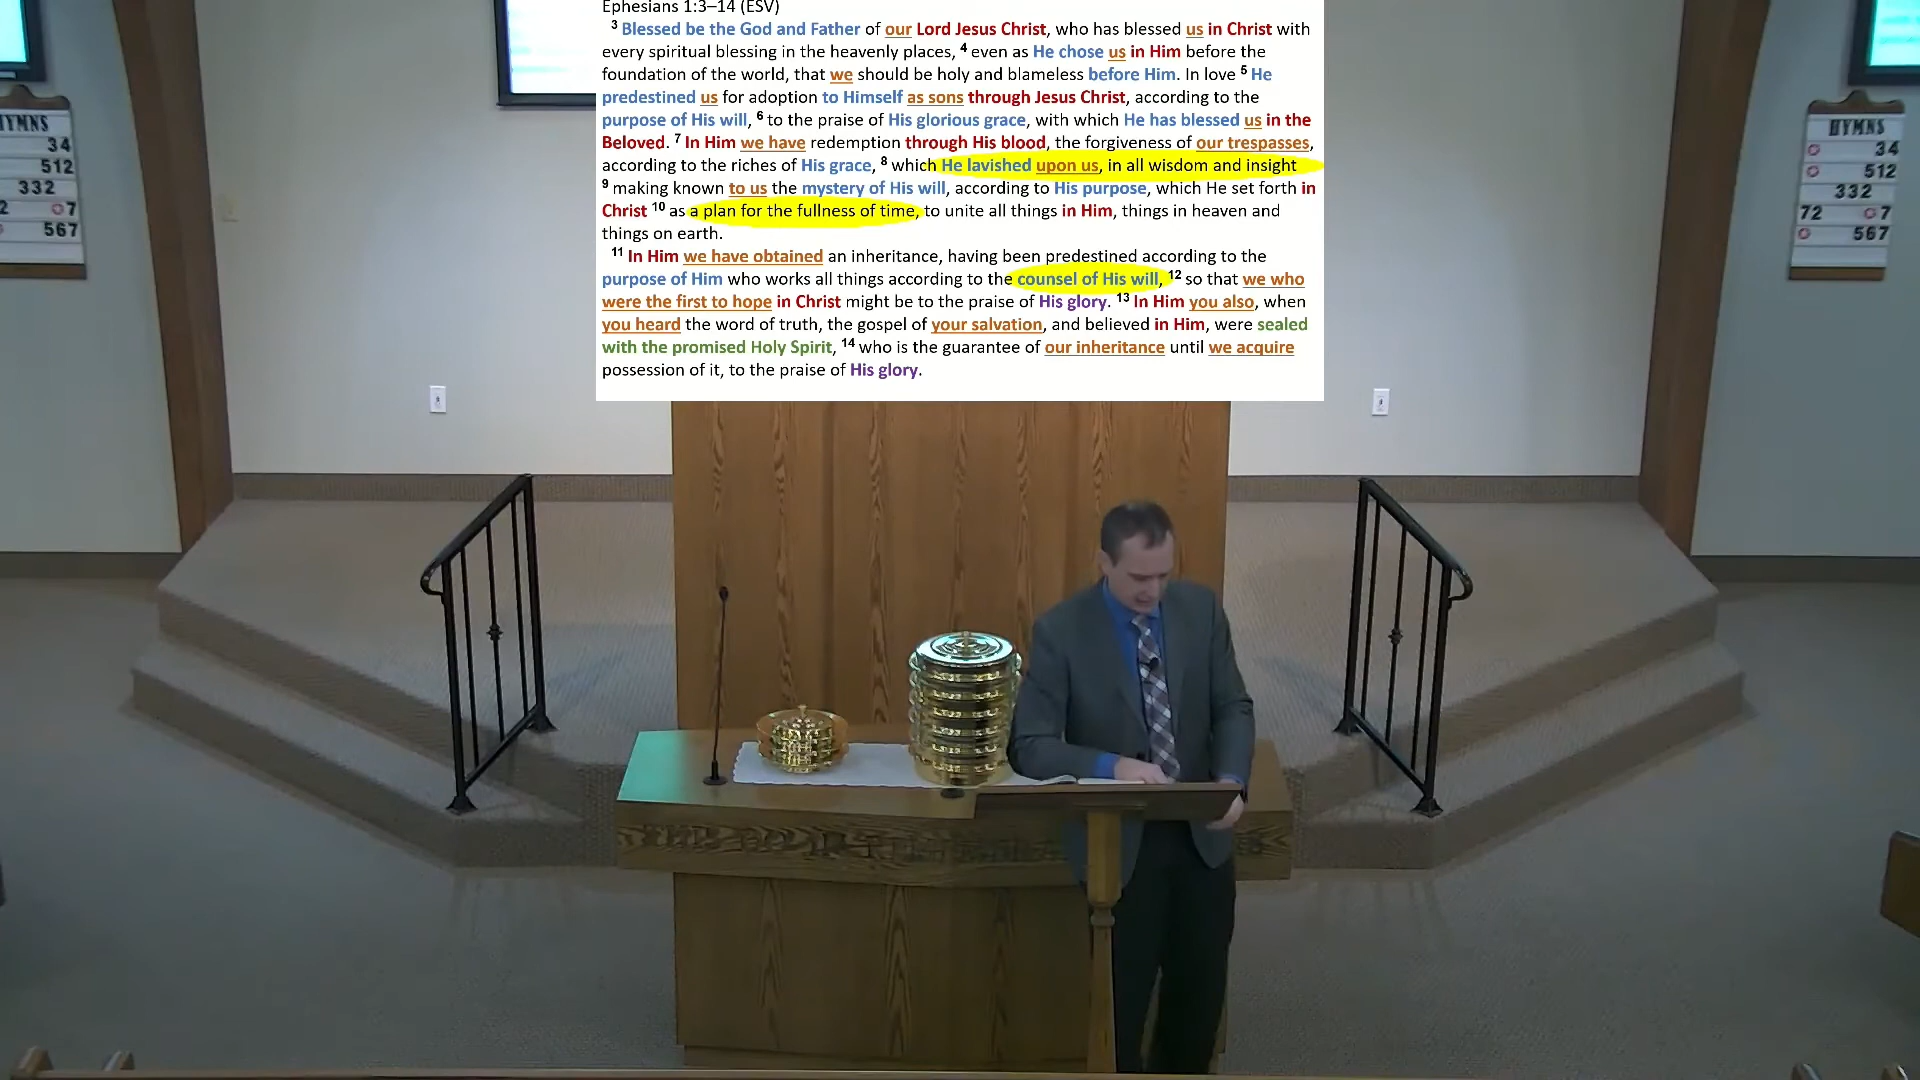 Ephesians 1:3–14 (ESV)
3 Blessed be the God and Father of our Lord Jesus Christ, who has blessed us in Christ with
every spiritual blessing in the heavenly places, 4 even as He chose us in Him before the
foundation of the world, that we should be holy and blameless before Him. In love 5 He
predestined us for adoption to Himself as sons through Jesus Christ, according to the
purpose of His will, 6 to the praise of His glorious grace, with which He has blessed us in the
Beloved. 7 In Him we have redemption through His blood, the forgiveness of our trespasses,
according to the riches of His grace, 8 which He lavished upon us, in all wisdom and insight
9 making known to us the mystery of His will, according to His purpose, which He set forth in
Christ 10 as a plan for the fullness of time, to unite all things in Him, things in heaven and
things on earth.
11 In Him we have obtained an inheritance, having been predestined according to the
purpose of Him who works all things according to the counsel of His will, 12 so that we who
were the first to hope in Christ might be to the praise of His glory. 13 In Him you also, when
you heard the word of truth, the gospel of your salvation, and believed in Him, were sealed
with the promised Holy Spirit, 14 who is the guarantee of our inheritance until we acquire
possession of it, to the praise of His glory.
HYMNS
34
512
332
2 7
567
HYMNS
34
512
332
72 7
567